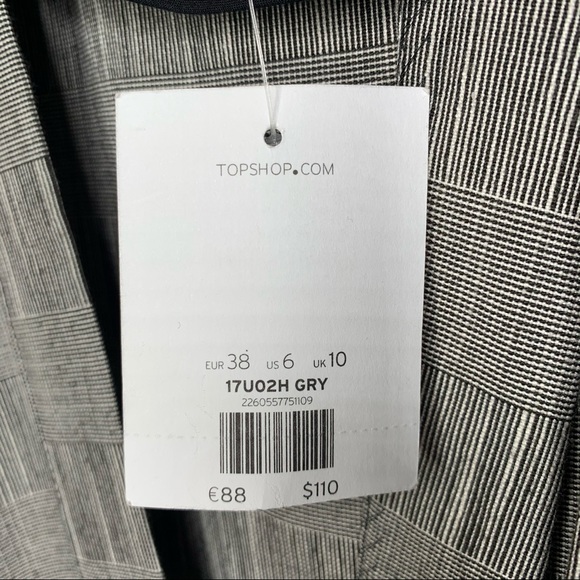 TOPSHOP.COM
EUR 38 US 6 UK 10
17U02H GRY
2260557751109
€88 $110